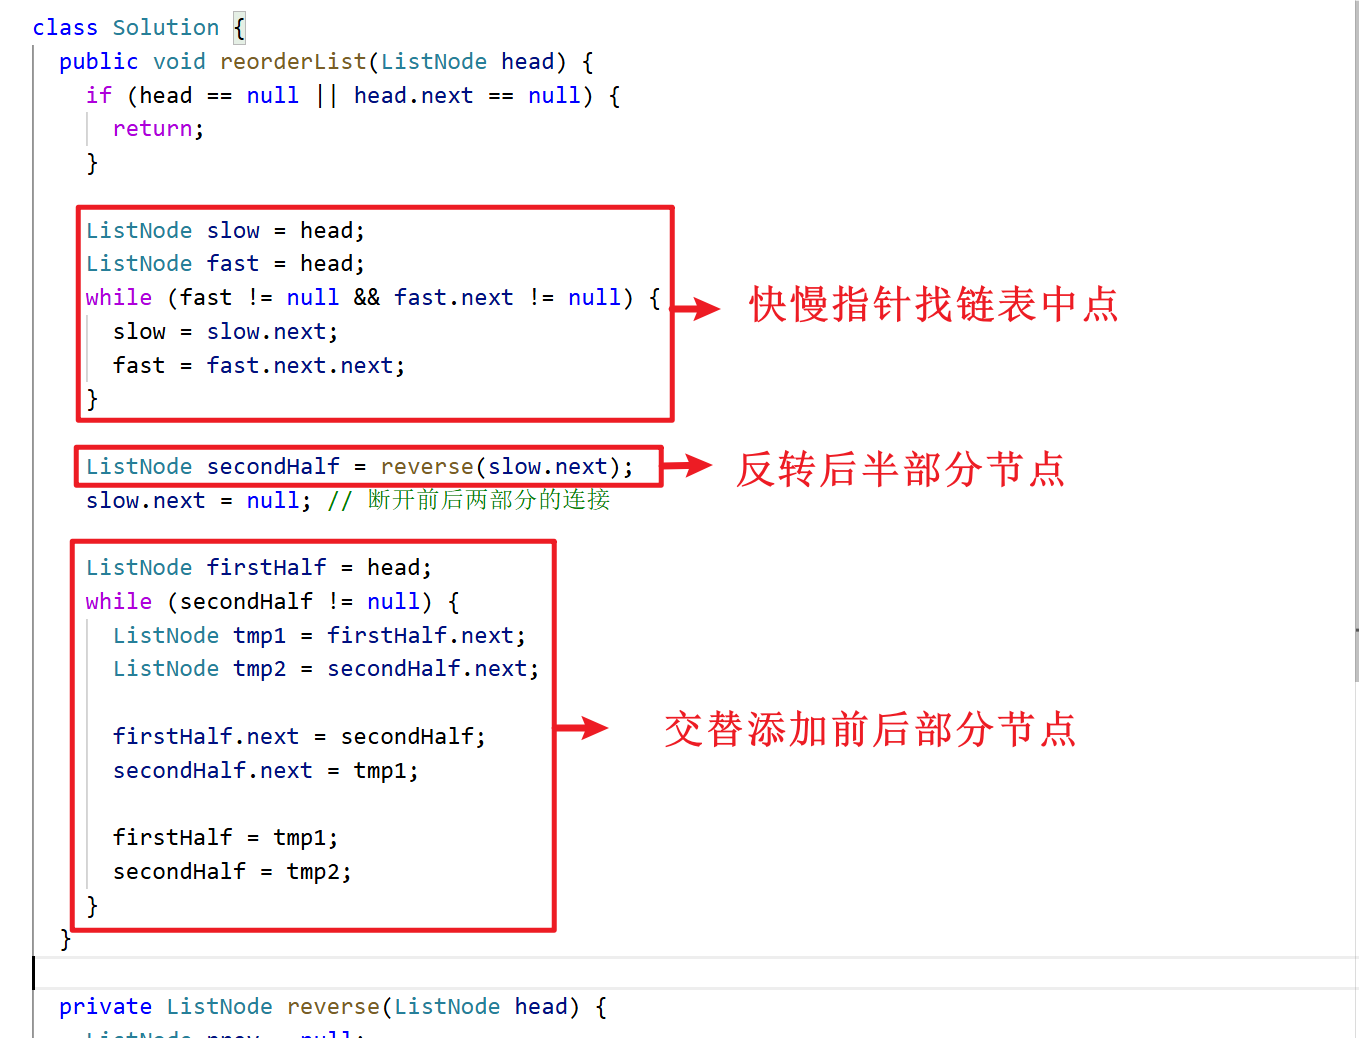 class Solution {
public void reorderList(ListNode head) {
if (head == null || head.next == null) {
return;
}
ListNode slow = head;
ListNode fast = head;
while (fast != null && fast.next != null) {
slow = slow.next;
fast = fast.next.next;
}
快慢指针找链表中点
ListNode secondHalf = reverse(slow.next);
反转后半部分节点
slow.next = null; // 断开前后两部分的连接
ListNode firstHalf = head;
while (secondHalf != null) {
ListNode tmp1 = firstHalf.next;
ListNode tmp2 = secondHalf.next;
firstHalf.next = secondHalf;
secondHalf.next = tmp1;
firstHalf = tmp1;
secondHalf = tmp2;
}
交替添加前后部分节点
}
private ListNode reverse(ListNode head) {
ListNode prev = null;